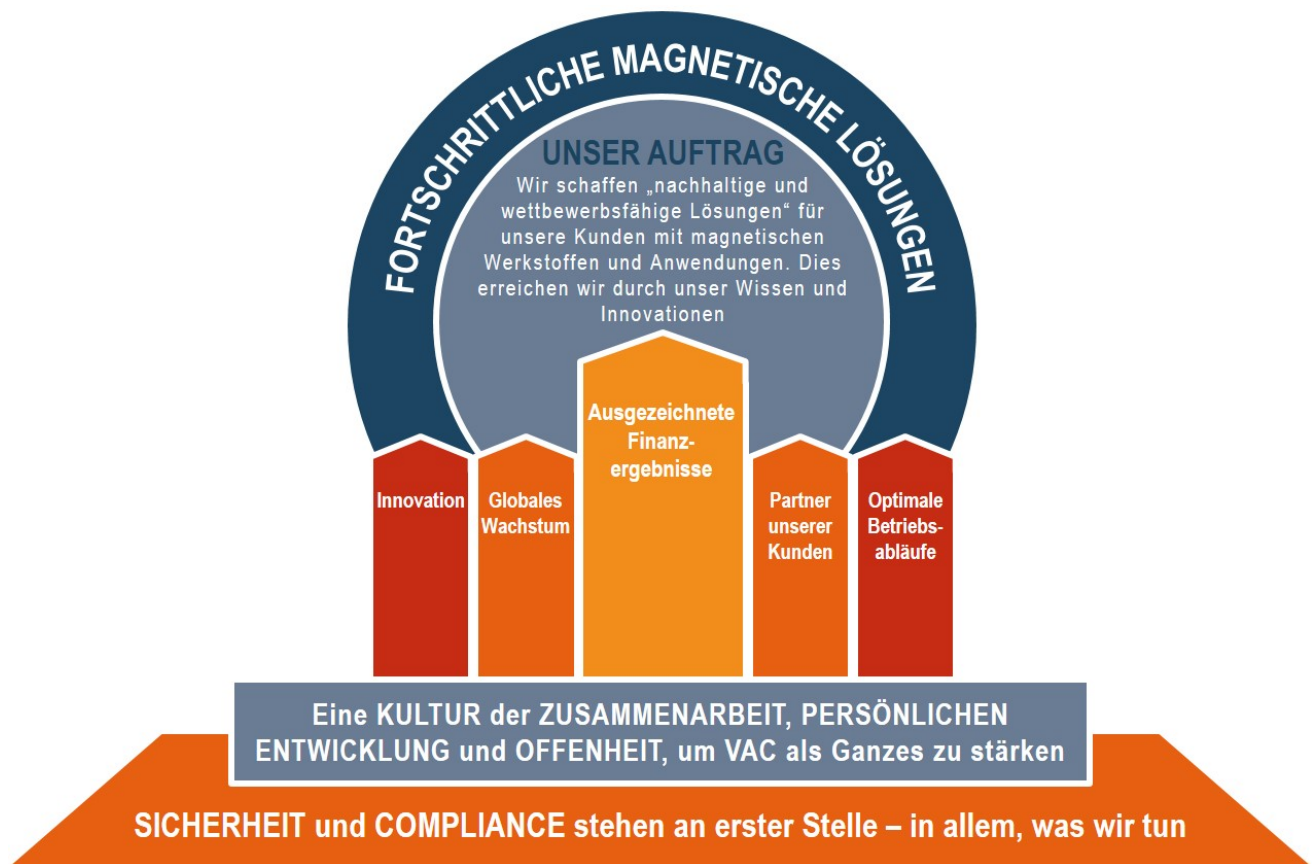 FORTSCHRITTLICHE MAGNETISCHE LÖSUNGEN
UNSER AUFTRAG
Wir schaffen „nachhaltige und
wettbewerbsfähige Lösungen“ für
unsere Kunden mit magnetischen
Werkstoffen und Anwendungen. Dies
erreichen wir durch unser Wissen und
Innovationen
Innovation
Globales
Wachstum
Ausgezeichnete
Finanz-
ergebnisse
Partner
unserer
Kunden
Optimale
Betriebs-
abläufe
Eine KULTUR der ZUSAMMENARBEIT, PERSÖNLICHEN
ENTWICKLUNG und OFFENHEIT, um VAC als Ganzes zu stärken
SICHERHEIT und COMPLIANCE stehen an erster Stelle – in allem, was wir tun